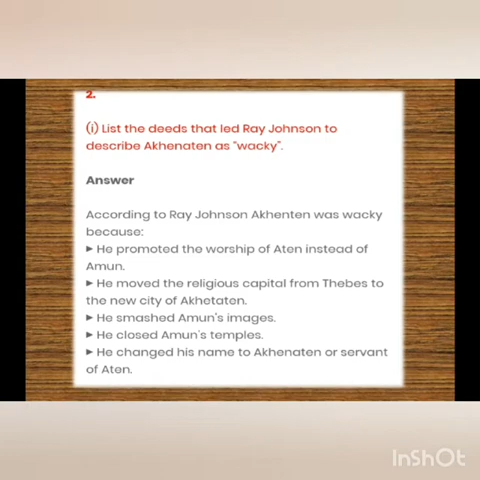 2.
(i) List the deeds that led Ray Johnson to
describe Akhenaten as "wacky".
Answer
According to Ray Johnson Akhenten was wacky
because:
► He promoted the worship of Aten instead of
Amun.
► He moved the religious capital from Thebes to
the new city of Akhetaten.
► He smashed Amun's images.
► He closed Amun's temples.
► He changed his name to Akhenaten or servant
of Aten.
InShOt